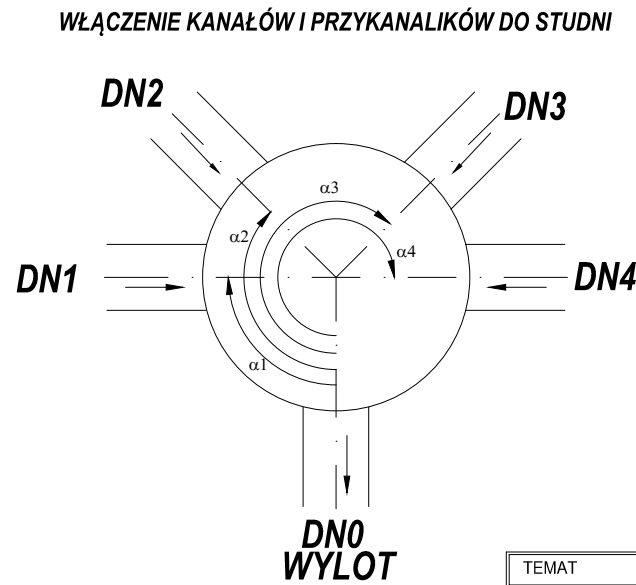 WŁĄCZENIE KANAŁÓW I PRZYKANALIKÓW DO STUDNI
DN2
DN3
α3
α2
α4
DN1
DN4
α1
DN0
WYLOT
TEMAT